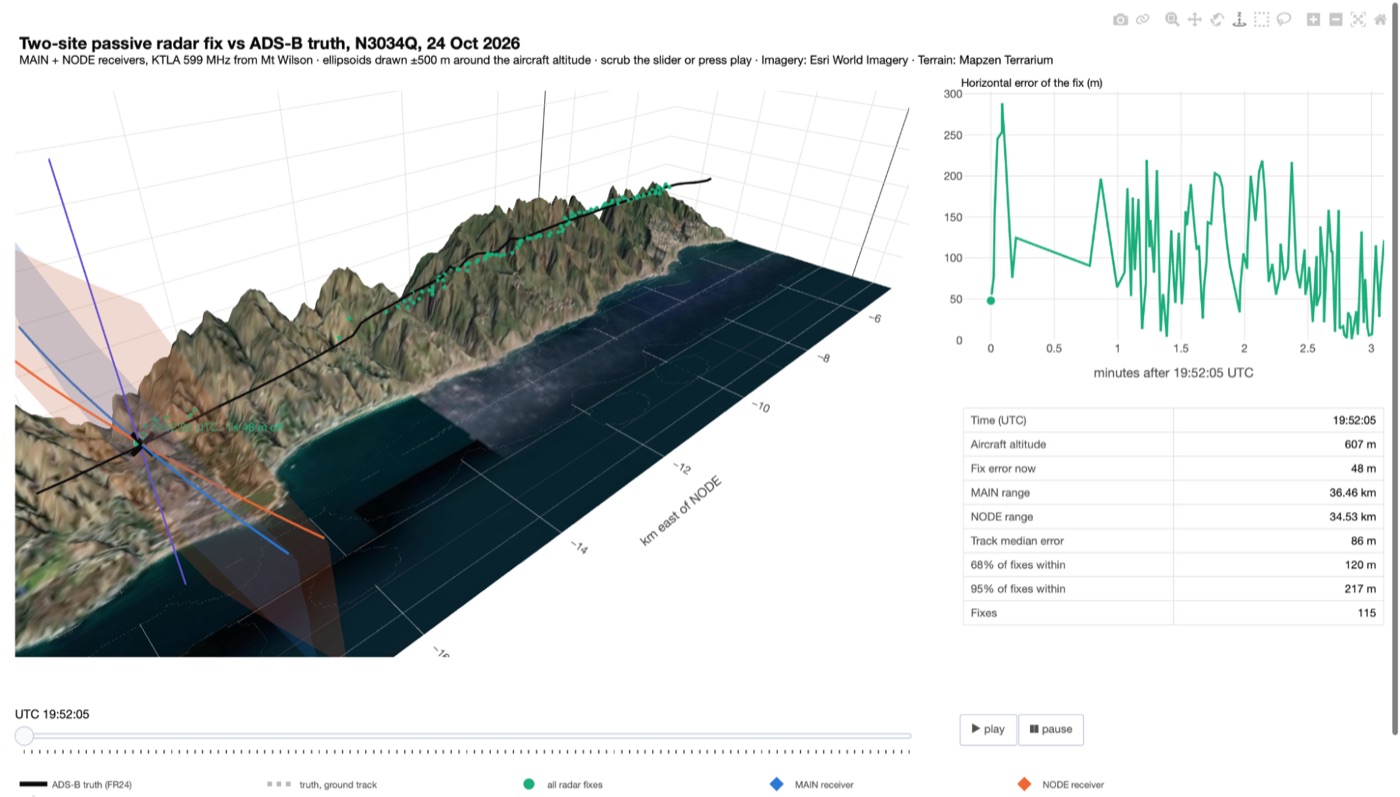 Two-site passive radar fix vs ADS-B truth, N3034Q, 24 Oct 2026
MAIN + NODE receivers, KTLA 599 MHz from Mt Wilson · ellipsoids drawn ±500 m around the aircraft altitude · scrub the slider or press play · Imagery: Esri World Imagery · Terrain: Mapzen Terrarium
−6
−8
−10
−12
−14
km east of NODE
Horizontal error of the fix (m)
300
250
200
150
100
50
0
0 0.5 1 1.5 2 2.5 3
minutes after 19:52:05 UTC
Time (UTC) 19:52:05
Aircraft altitude 607 m
Fix error now 48 m
MAIN range 36.46 km
NODE range 34.53 km
Track median error 86 m
68% of fixes within 120 m
95% of fixes within 217 m
Fixes 115
UTC 19:52:05
play pause
ADS-B truth (FR24) truth, ground track all radar fixes MAIN receiver NODE receiver